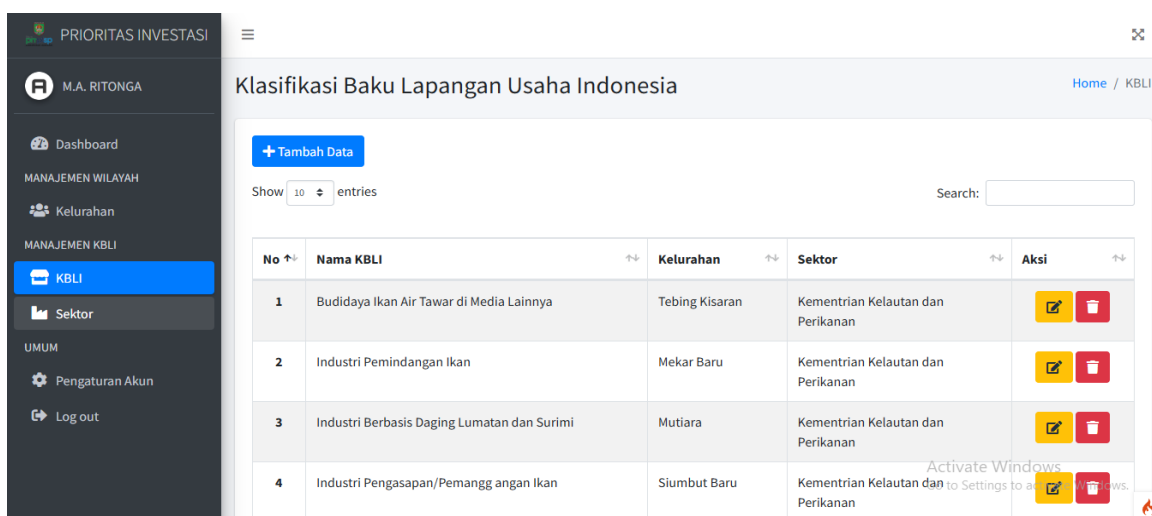 PRIORITAS INVESTASI
M.A. RITONGA
Dashboard
MANAJEMEN WILAYAH
Kelurahan
MANAJEMEN KBLI
KBLI
Sektor
UMUM
Pengaturan Akun
Log out
Klasifikasi Baku Lapangan Usaha Indonesia
Home / KBLI
Tambah Data
Show 10 entries
Search:
No Nama KBLI Kelurahan Sektor Aksi
1 Budidaya Ikan Air Tawar di Media Lainnya Tebing Kisaran Kementrian Kelautan dan
Perikanan
2 Industri Pemindangan Ikan Mekar Baru Kementrian Kelautan dan
Perikanan
3 Industri Berbasis Daging Lumatan dan Surimi Mutiara Kementrian Kelautan dan
Perikanan
4 Industri Pengasapan/Pemangg angan Ikan Siumbut Baru Kementrian Kelautan dan
Perikanan
Activate Windows
to Settings to activate Windows.